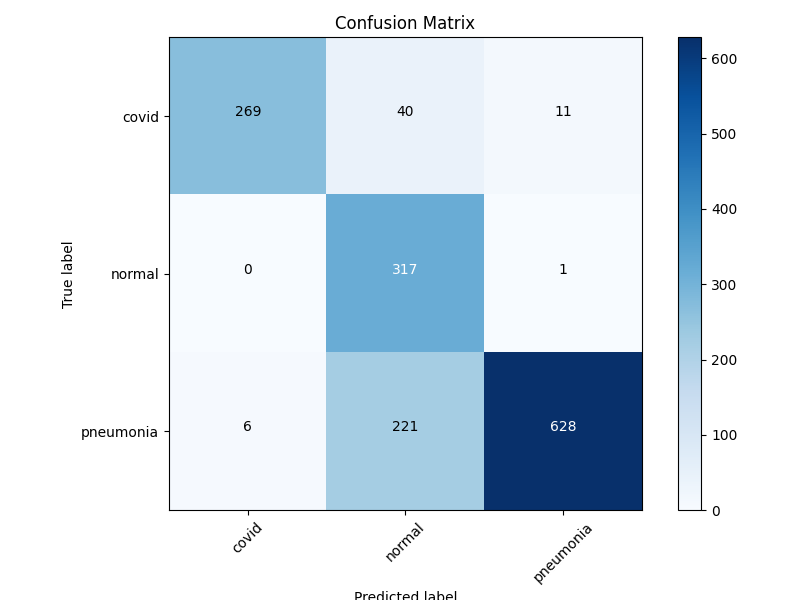 Confusion Matrix
covid
269
40
11
normal
0
317
1
pneumonia
6
221
628
True label
covid
normal
pneumonia
Predicted label
600
500
400
300
200
100
0